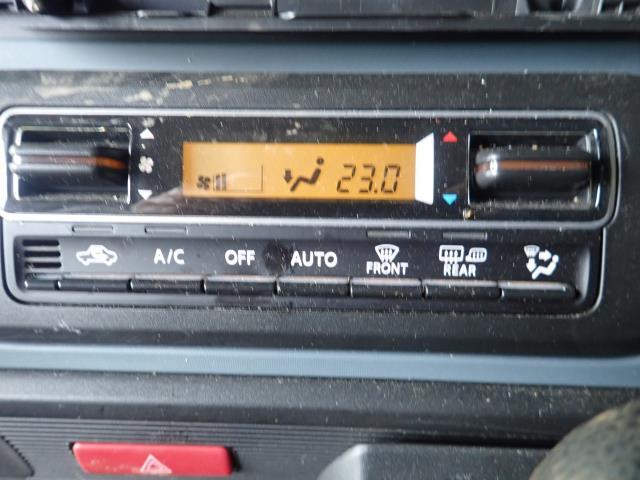 23.0
A/C OFF AUTO FRONT REAR